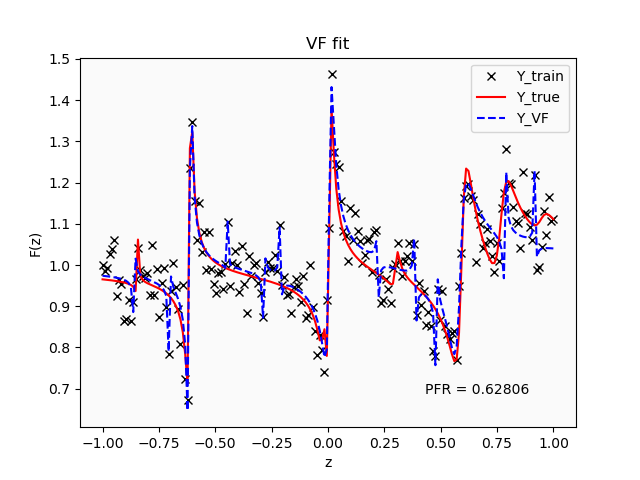 VF fit
1.5
1.4
1.3
1.2
1.1
1.0
0.9
0.8
0.7
F(z)
Y_train
Y_true
Y_VF
PFR = 0.62806
−1.00 −0.75 −0.50 −0.25 0.00 0.25 0.50 0.75 1.00
z